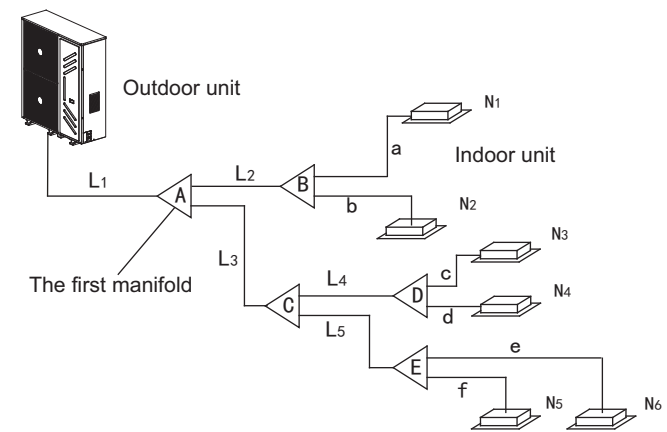 Outdoor unit
N1
a
Indoor unit
L1
L2
A
B
b
N2
L3
The first manifold
N3
c
L4
C
D
d
N4
L5
e
E
f
N5
N6